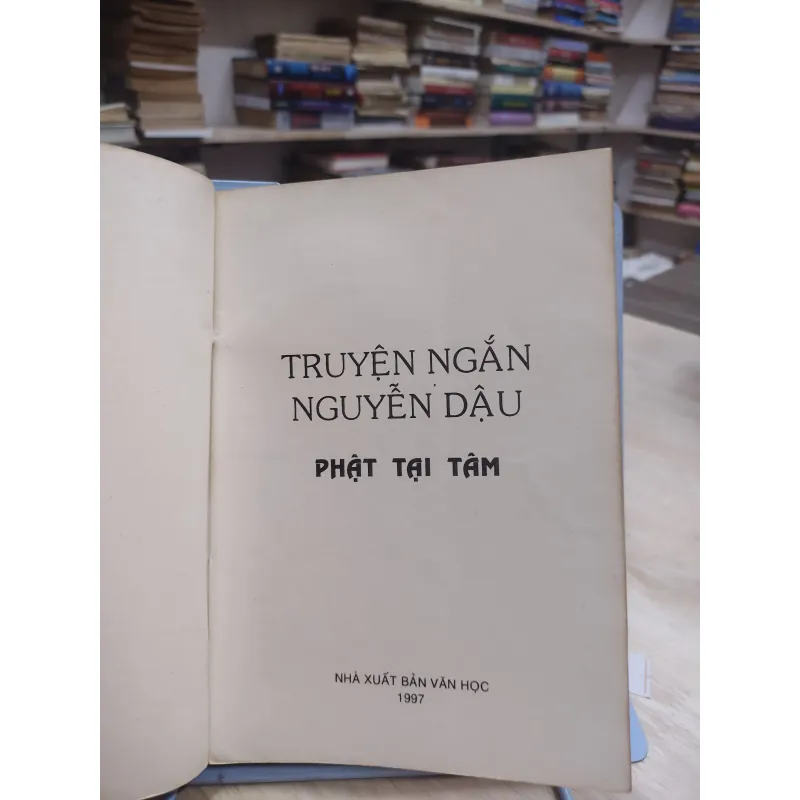 TRUYỆN NGẮN
NGUYỄN DẬU
PHẬT TẠI TÂM
NHÀ XUẤT BẢN VĂN HỌC
1997